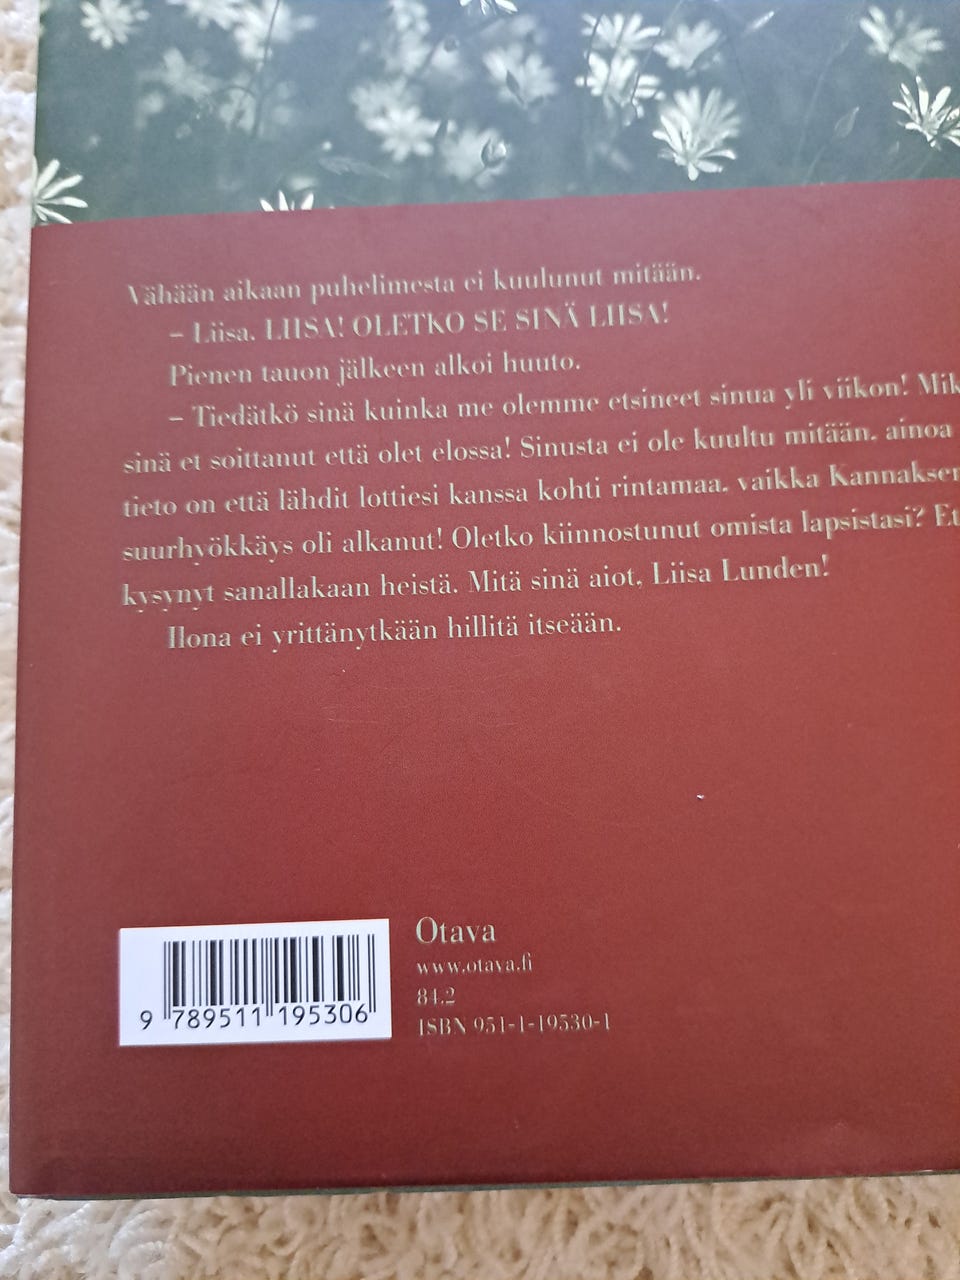 Vähään aikaan puhelimesta ei kuulunut mitään.
– Liisa. LIISA! OLETKO SE SINÄ LIISA!
Pienen tauon jälkeen alkoi huuto.
– Tiedätkö sinä kuinka me olemme etsineet sinua yli viikon! Mik
sinä et soittanut että olet elossa! Sinusta ei ole kuultu mitään, ainoa
tieto on että lähdit lottiesi kanssa kohti rintamaa, vaikka Kannaksen
suurhyökkäys oli alkanut! Oletko kiinnostunut omista lapsistasi? Et
kysynyt sanallakaan heistä. Mitä sinä aiot, Liisa Lunden!
Ilona ei yrittänytkään hillitä itseään.
Otava
www.otava.fi
84.2
ISBN 951-1-19530-1
9 789511 195306